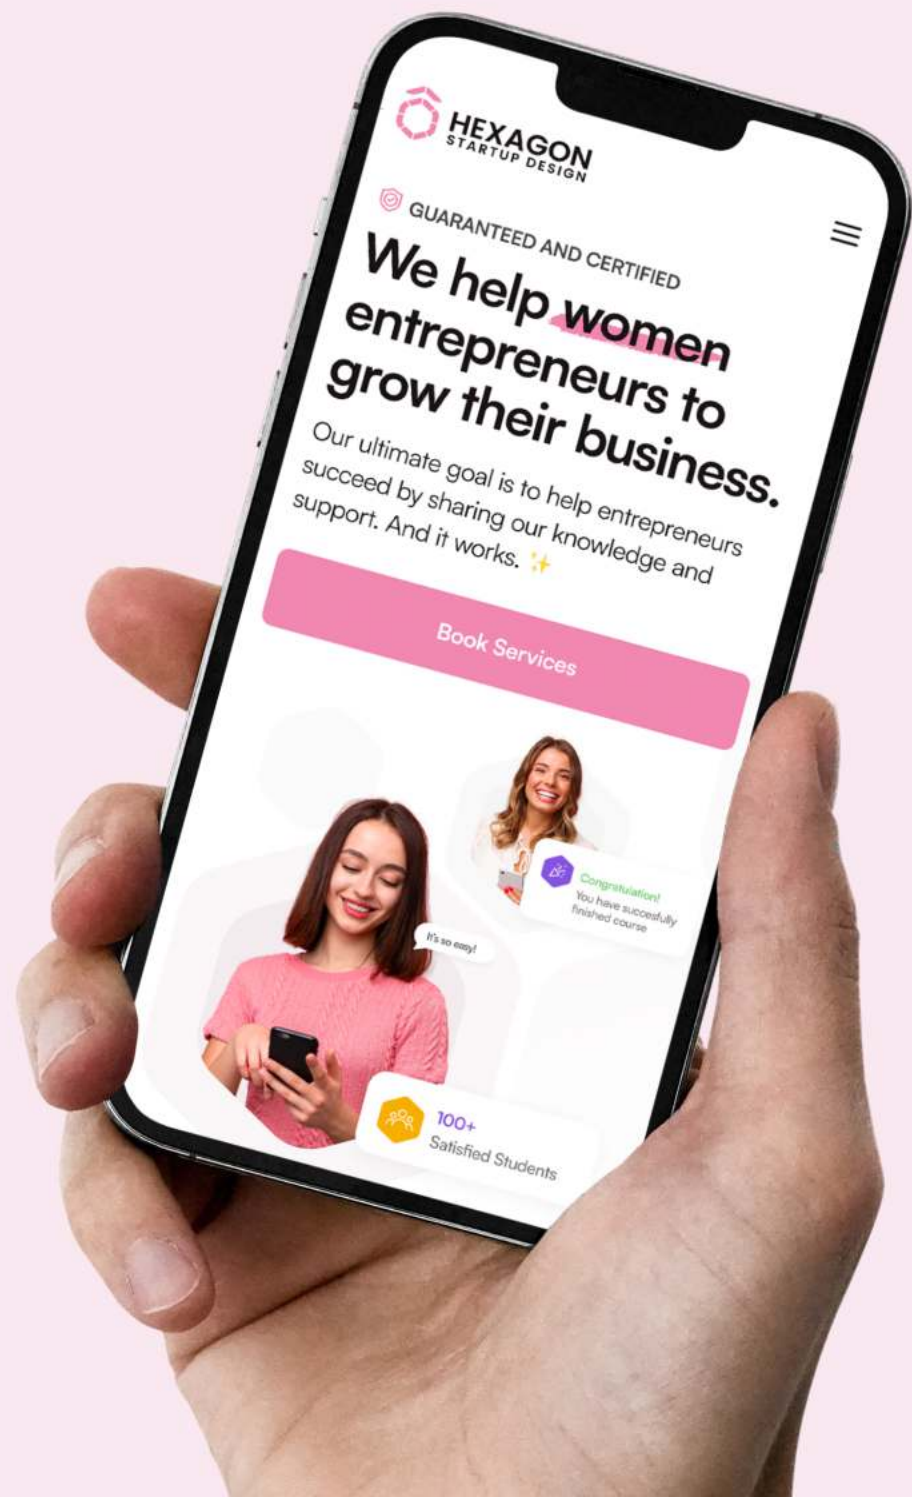 HEXAGON
STARTUP DESIGN
GUARANTEED AND CERTIFIED
We help women
entrepreneurs to
grow their business.
Our ultimate goal is to help entrepreneurs
succeed by sharing our knowledge and
support. And it works. ✨
Book Services
Congratulation!
You have succesfully
finished course
It's so easy!
100+
Satisfied Students